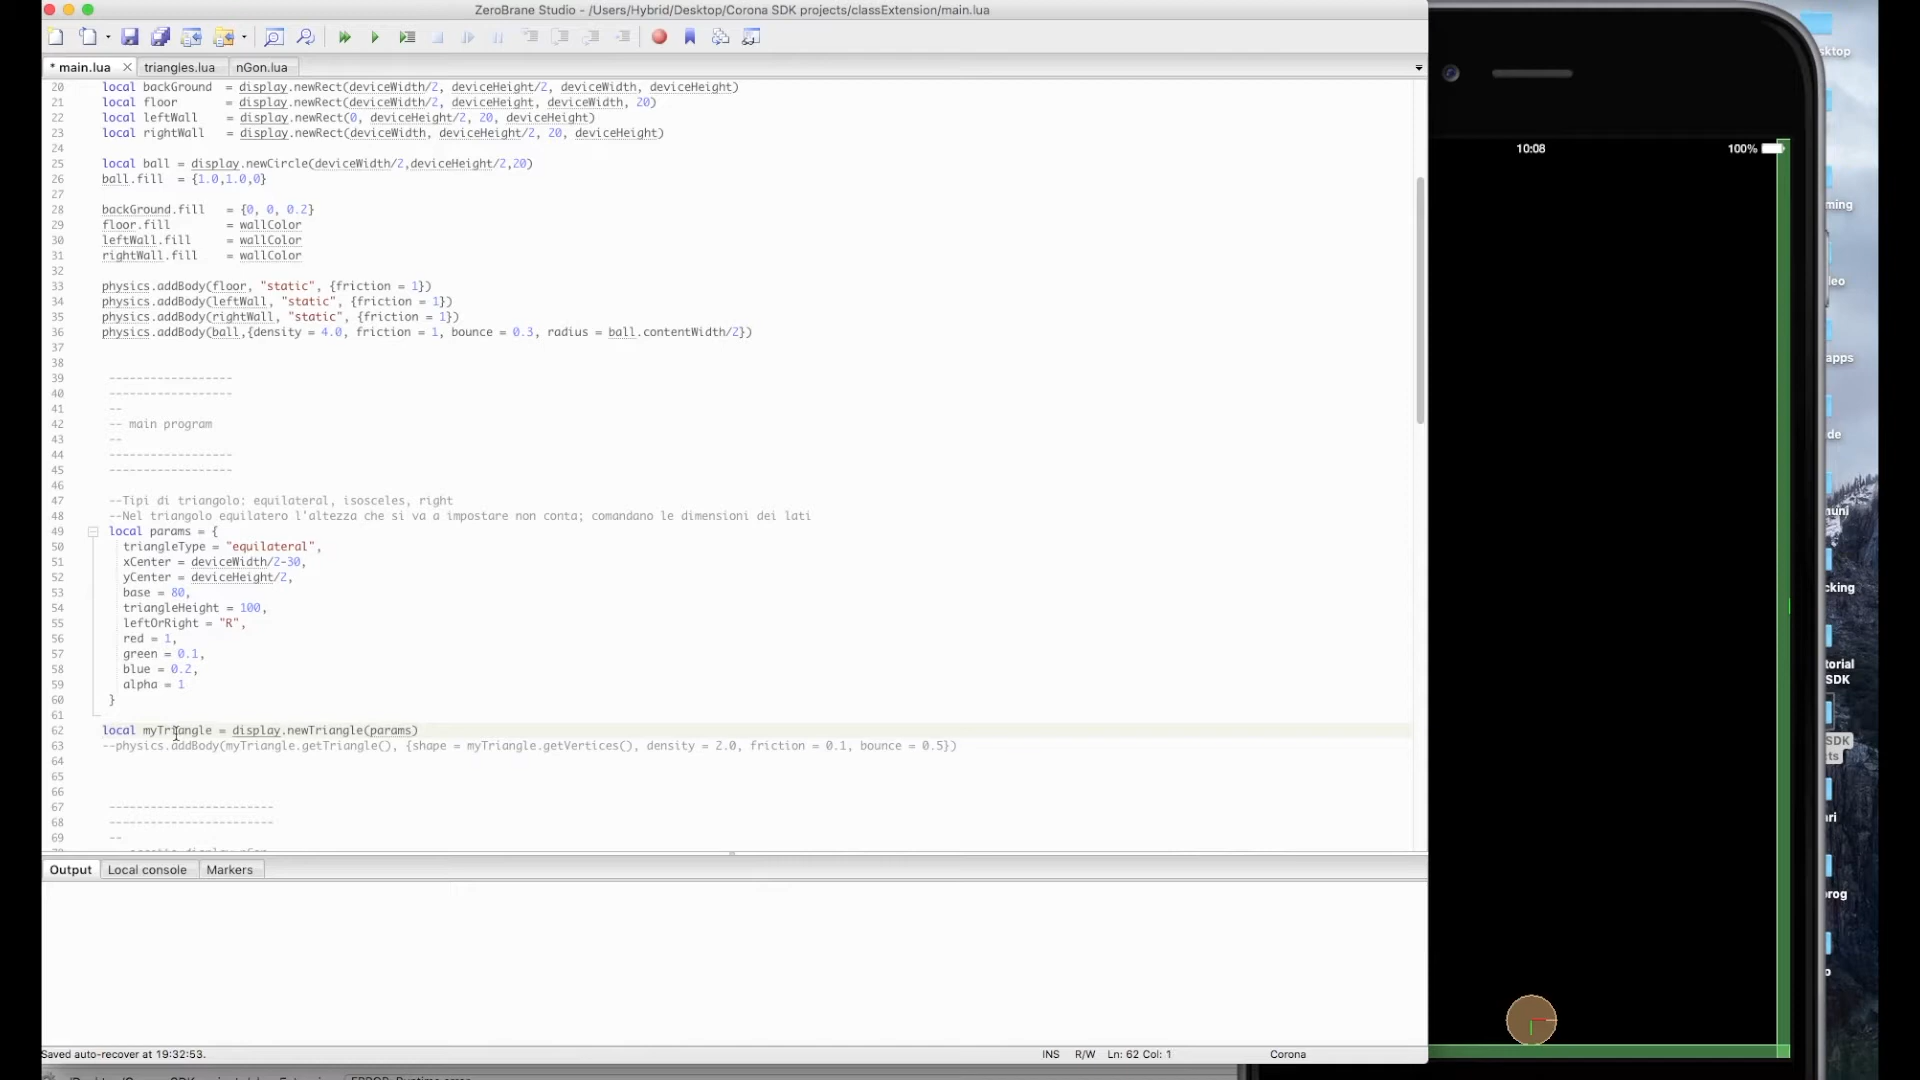 ZeroBrane Studio - /Users/Hybrid/Desktop/Corona SDK projects/classExtension/main.lua
* main.lua
triangles.lua
nGon.lua
20 local backGround = display.newRect(deviceWidth/2, deviceHeight/2, deviceWidth, deviceHeight)
21 local floor = display.newRect(deviceWidth/2, deviceHeight, deviceWidth, 20)
22 local leftWall = display.newRect(0, deviceHeight/2, 20, deviceHeight)
23 local rightWall = display.newRect(deviceWidth, deviceHeight/2, 20, deviceHeight)
24
25 local ball = display.newCircle(deviceWidth/2,deviceHeight/2,20)
26 ball.fill = {1.0,1.0,0}
27
28 backGround.fill = {0, 0, 0.2}
29 floor.fill = wallColor
30 leftWall.fill = wallColor
31 rightWall.fill = wallColor
32
33 physics.addBody(floor, "static", {friction = 1})
34 physics.addBody(leftWall, "static", {friction = 1})
35 physics.addBody(rightWall, "static", {friction = 1})
36 physics.addBody(ball,{density = 4.0, friction = 1, bounce = 0.3, radius = ball.contentWidth/2})
37
38
39 ------------------
40 ------------------
41 --
42 -- main program
43 --
44 ------------------
45 ------------------
46
47 --Tipi di triangolo: equilateral, isosceles, right
48 --Nel triangolo equilatero l'altezza che si va a impostare non conta; comandano le dimensioni dei lati
49 local params = {
50 triangleType = "equilateral",
51 xCenter = deviceWidth/2-30,
52 yCenter = deviceHeight/2,
53 base = 80,
54 triangleHeight = 100,
55 leftOrRight = "R",
56 red = 1,
57 green = 0.1,
58 blue = 0.2,
59 alpha = 1
60 }
61
62 local myTriangle = display.newTriangle(params)
63 --physics.addBody(myTriangle.getTriangle(), {shape = myTriangle.getVertices(), density = 2.0, friction = 0.1, bounce = 0.5})
64
65
66
67 ------------------------
68 ------------------------
69 --
Output
Local console
Markers
Saved auto-recover at 19:32:53.
INS
R/W
Ln: 62 Col: 1
Corona
10:08
100%
sktop
ming
leo
apps
de
muni
cking
torial
SDK
SDK
cts
ari
prog